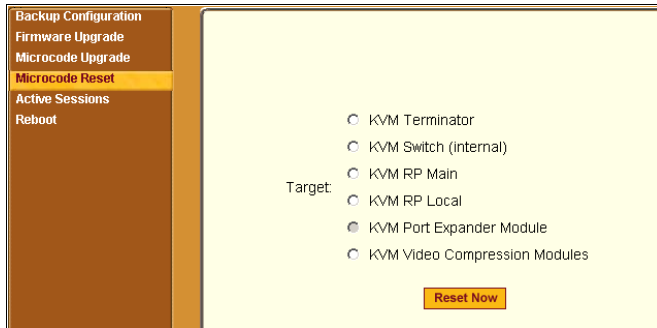 Backup Configuration
Firmware Upgrade
Microcode Upgrade
Microcode Reset
Active Sessions
Reboot
Target:
KVM Terminator
KVM Switch (internal)
KVM RP Main
KVM RP Local
KVM Port Expander Module
KVM Video Compression Modules
Reset Now